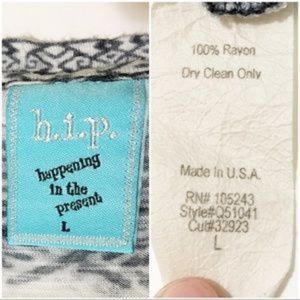 h.i.p.
happening
in the
present
L
100% Rayon
Dry Clean Only
Made In U.S.A.
RN# 105243
Style#Q51041
Cut#32923
L